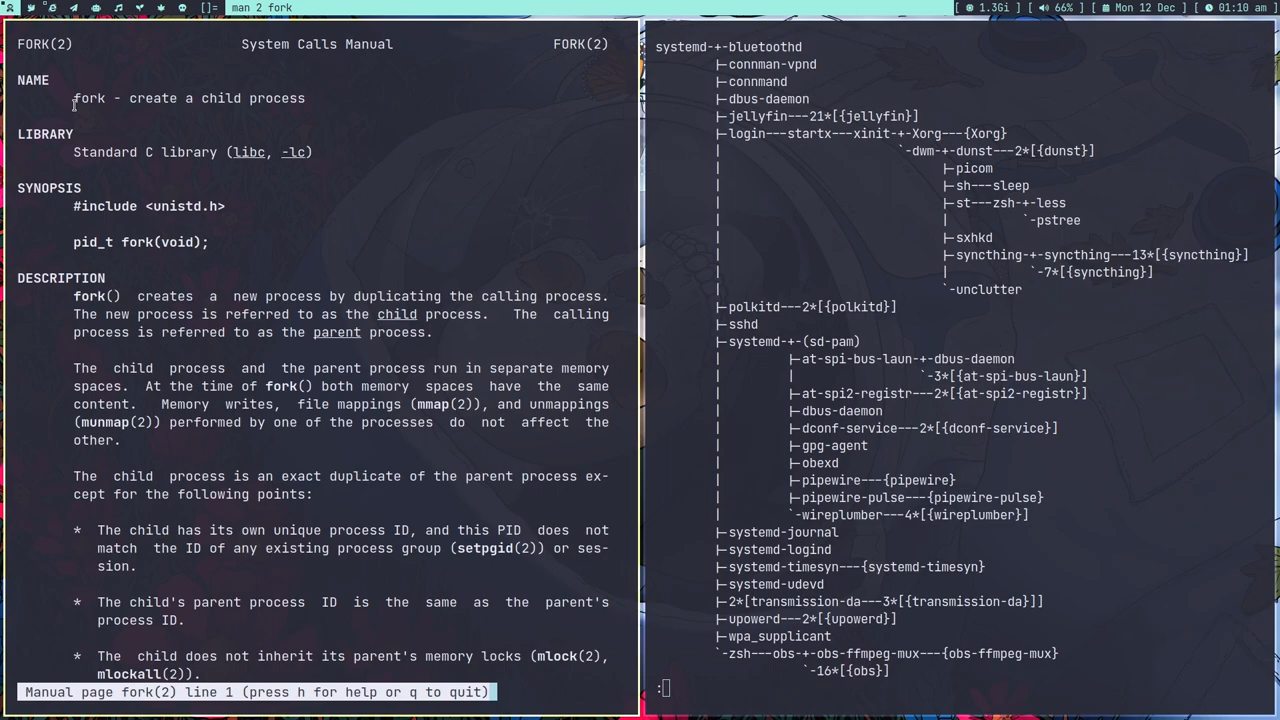 []= man 2 fork 1.3Gi 66% Mon 12 Dec 01:10 am
FORK(2) System Calls Manual FORK(2)
NAME
fork - create a child process
LIBRARY
Standard C library (libc, -lc)
SYNOPSIS
#include <unistd.h>
pid_t fork(void);
DESCRIPTION
fork() creates a new process by duplicating the calling process.
The new process is referred to as the child process. The calling
process is referred to as the parent process.
The child process and the parent process run in separate memory
spaces. At the time of fork() both memory spaces have the same
content. Memory writes, file mappings (mmap(2)), and unmappings
(munmap(2)) performed by one of the processes do not affect the
other.
The child process is an exact duplicate of the parent process ex-
cept for the following points:
* The child has its own unique process ID, and this PID does not
match the ID of any existing process group (setpgid(2)) or ses-
sion.
* The child's parent process ID is the same as the parent's
process ID.
* The child does not inherit its parent's memory locks (mlock(2),
mlockall(2)).
Manual page fork(2) line 1 (press h for help or q to quit)
systemd-+-bluetoothd
|-connman-vpnd
|-connmand
|-dbus-daemon
|-jellyfin---21*[{jellyfin}]
|-login---startx---xinit-+-Xorg---{Xorg}
| `-dwm-+-dunst---2*[{dunst}]
| |-picom
| |-sh---sleep
| |-st---zsh-+-less
| | `-pstree
| |-sxhkd
| |-syncthing-+-syncthing---13*[{syncthing}]
| | `-7*[{syncthing}]
| `-unclutter
|-polkitd---2*[{polkitd}]
|-sshd
|-systemd-+-(sd-pam)
| |-at-spi-bus-laun-+-dbus-daemon
| | `-3*[{at-spi-bus-laun}]
| |-at-spi2-registr---2*[{at-spi2-registr}]
| |-dbus-daemon
| |-dconf-service---2*[{dconf-service}]
| |-gpg-agent
| |-obexd
| |-pipewire---{pipewire}
| |-pipewire-pulse---{pipewire-pulse}
| `-wireplumber---4*[{wireplumber}]
|-systemd-journal
|-systemd-logind
|-systemd-timesyn---{systemd-timesyn}
|-systemd-udevd
|-2*[transmission-da---3*[{transmission-da}]]
|-upowerd---2*[{upowerd}]
|-wpa_supplicant
`-zsh---obs-+-obs-ffmpeg-mux---{obs-ffmpeg-mux}
`-16*[{obs}]
: